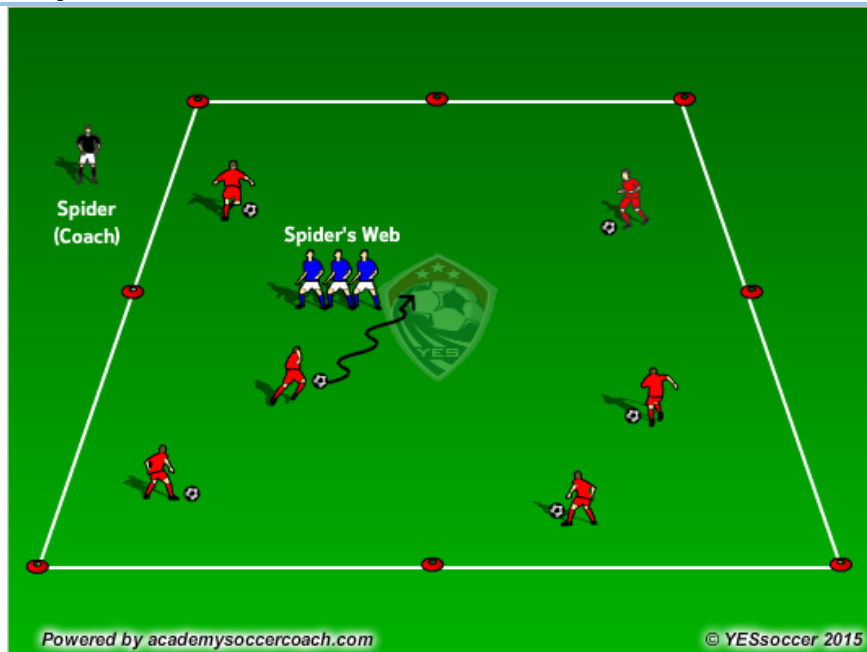 Spider
(Coach)
Spider's Web
YES
Powered by academysoccercoach.com
© YESsoccer 2015